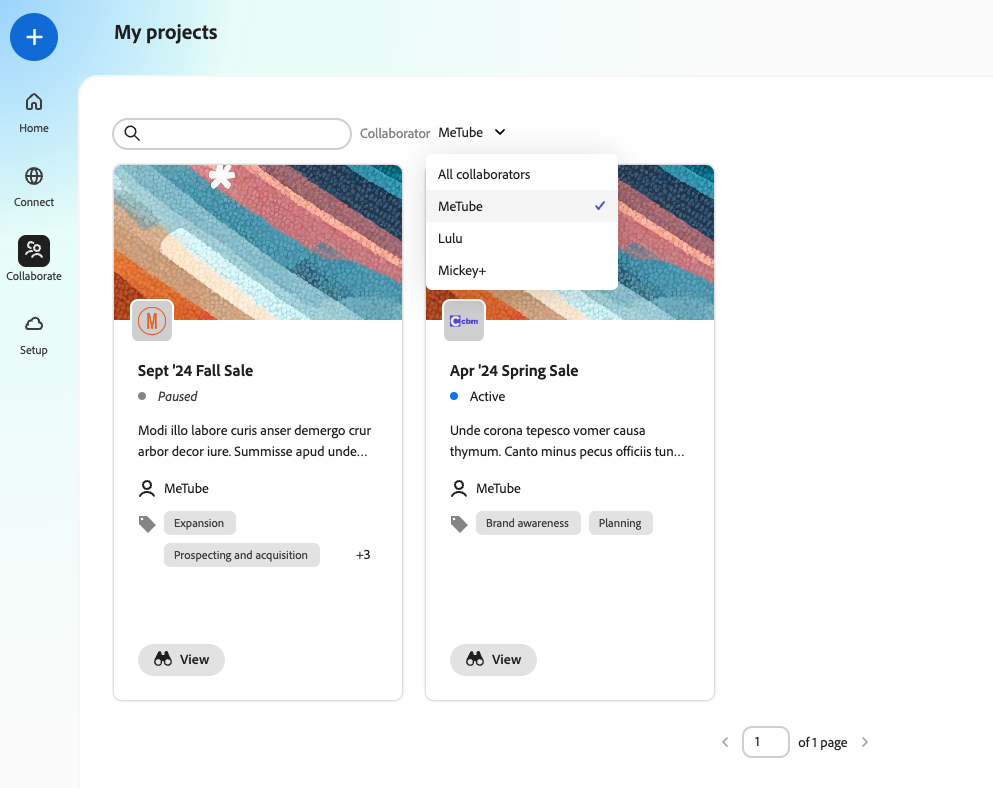 My projects
Home
Connect
Collaborate
Setup
Collaborator MeTube
All collaborators
MeTube
Lulu
Mickey+
M
Sept '24 Fall Sale
Paused
Modi illo labore curis anser demergo crur
arbor decor iure. Summisse apud unde…
MeTube
Expansion
Prospecting and acquisition
+3
View
cbm
Apr '24 Spring Sale
Active
Unde corona tepesco vomer causa
thymum. Canto minus pecus officiis tun…
MeTube
Brand awareness
Planning
View
1 of 1 page